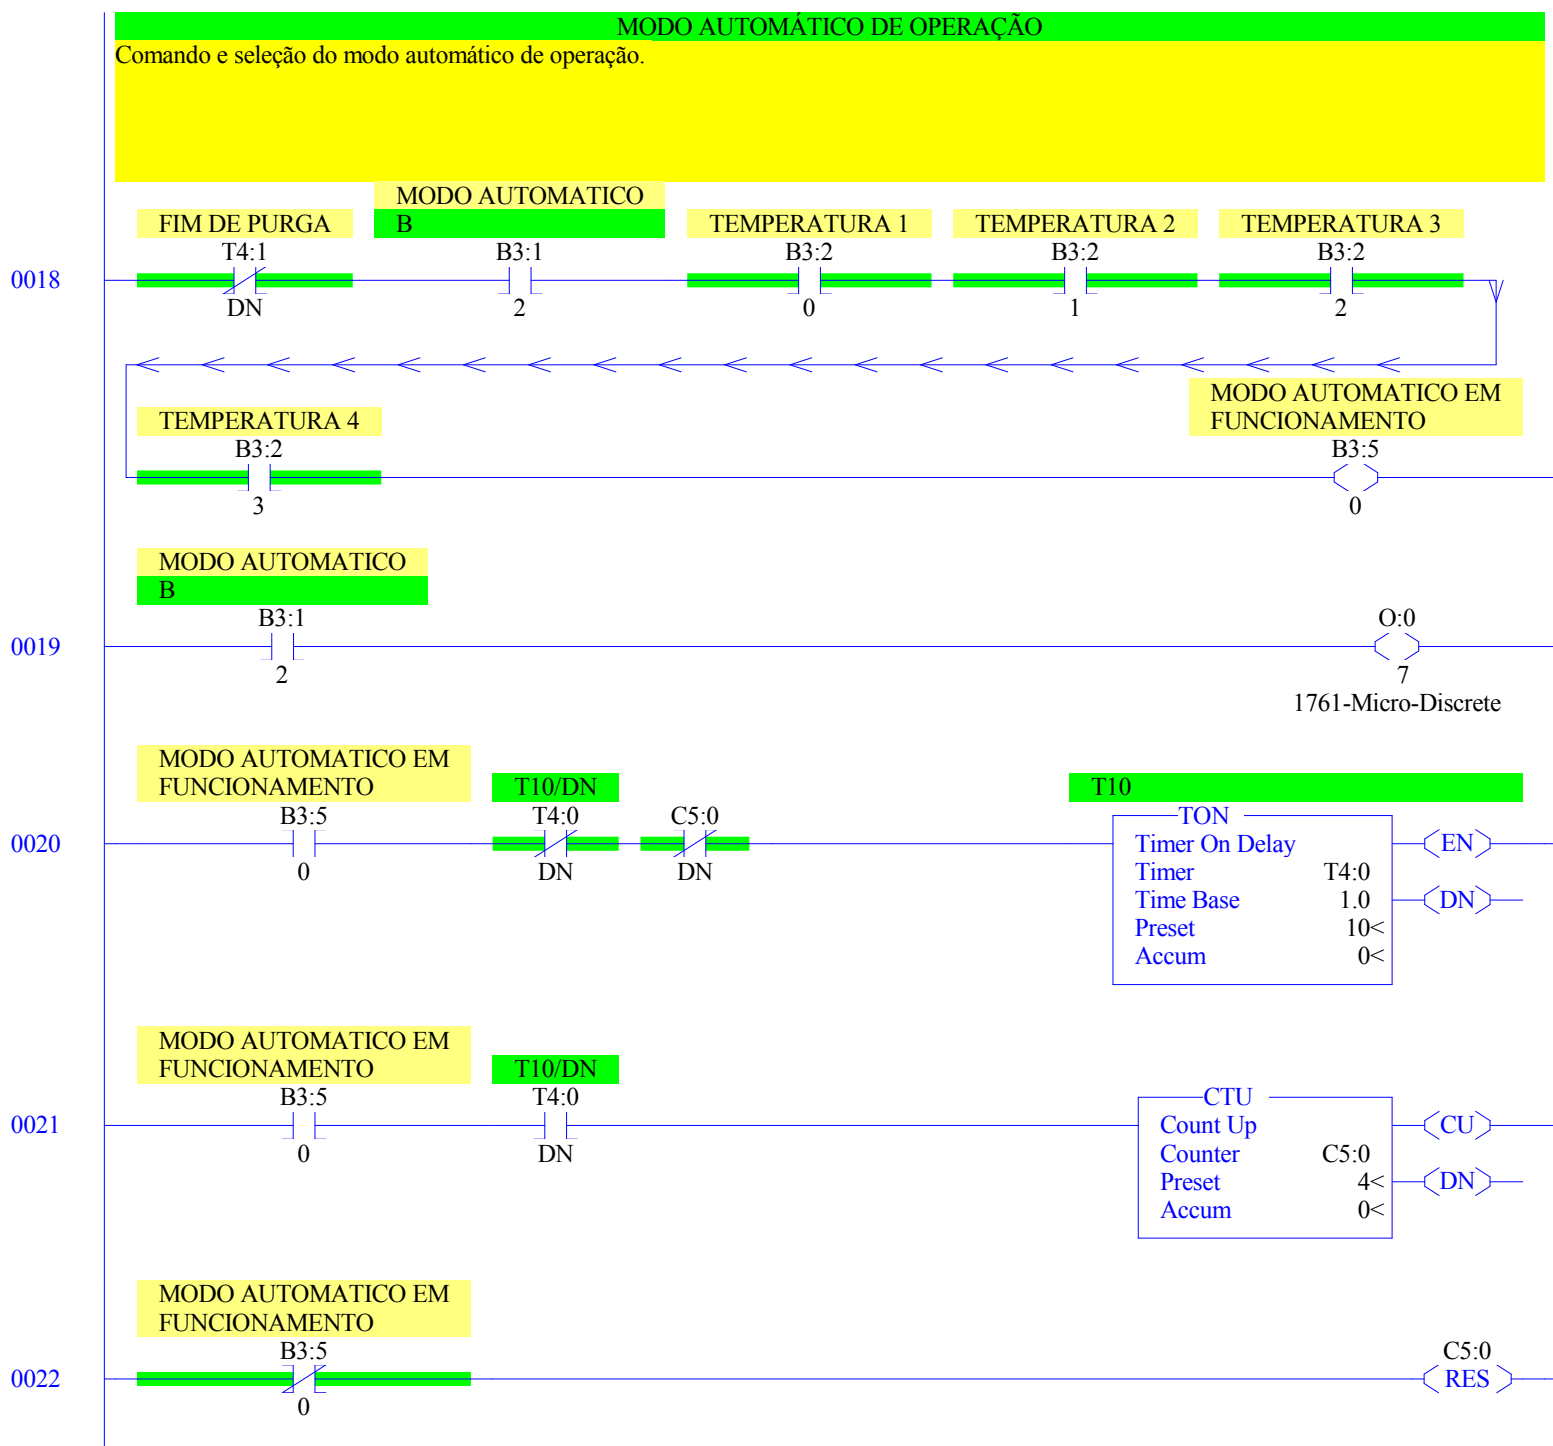 MODO AUTOMÁTICO DE OPERAÇÃO
Comando e seleção do modo automático de operação.
FIM DE PURGA
T4:1
DN
MODO AUTOMATICO
B
B3:1
2
TEMPERATURA 1
B3:2
0
TEMPERATURA 2
B3:2
1
TEMPERATURA 3
B3:2
2
0018
TEMPERATURA 4
B3:2
3
MODO AUTOMATICO EM
FUNCIONAMENTO
B3:5
0
MODO AUTOMATICO
B
B3:1
2
0019
O:0
7
1761-Micro-Discrete
MODO AUTOMATICO EM
FUNCIONAMENTO
B3:5
0
T10/DN
T4:0
DN
C5:0
DN
0020
T10
TON
Timer On Delay
Timer T4:0
Time Base 1.0
Preset 10<
Accum 0<
EN
DN
MODO AUTOMATICO EM
FUNCIONAMENTO
B3:5
0
T10/DN
T4:0
DN
0021
CTU
Count Up
Counter C5:0
Preset 4<
Accum 0<
CU
DN
MODO AUTOMATICO EM
FUNCIONAMENTO
B3:5
0
0022
C5:0
RES